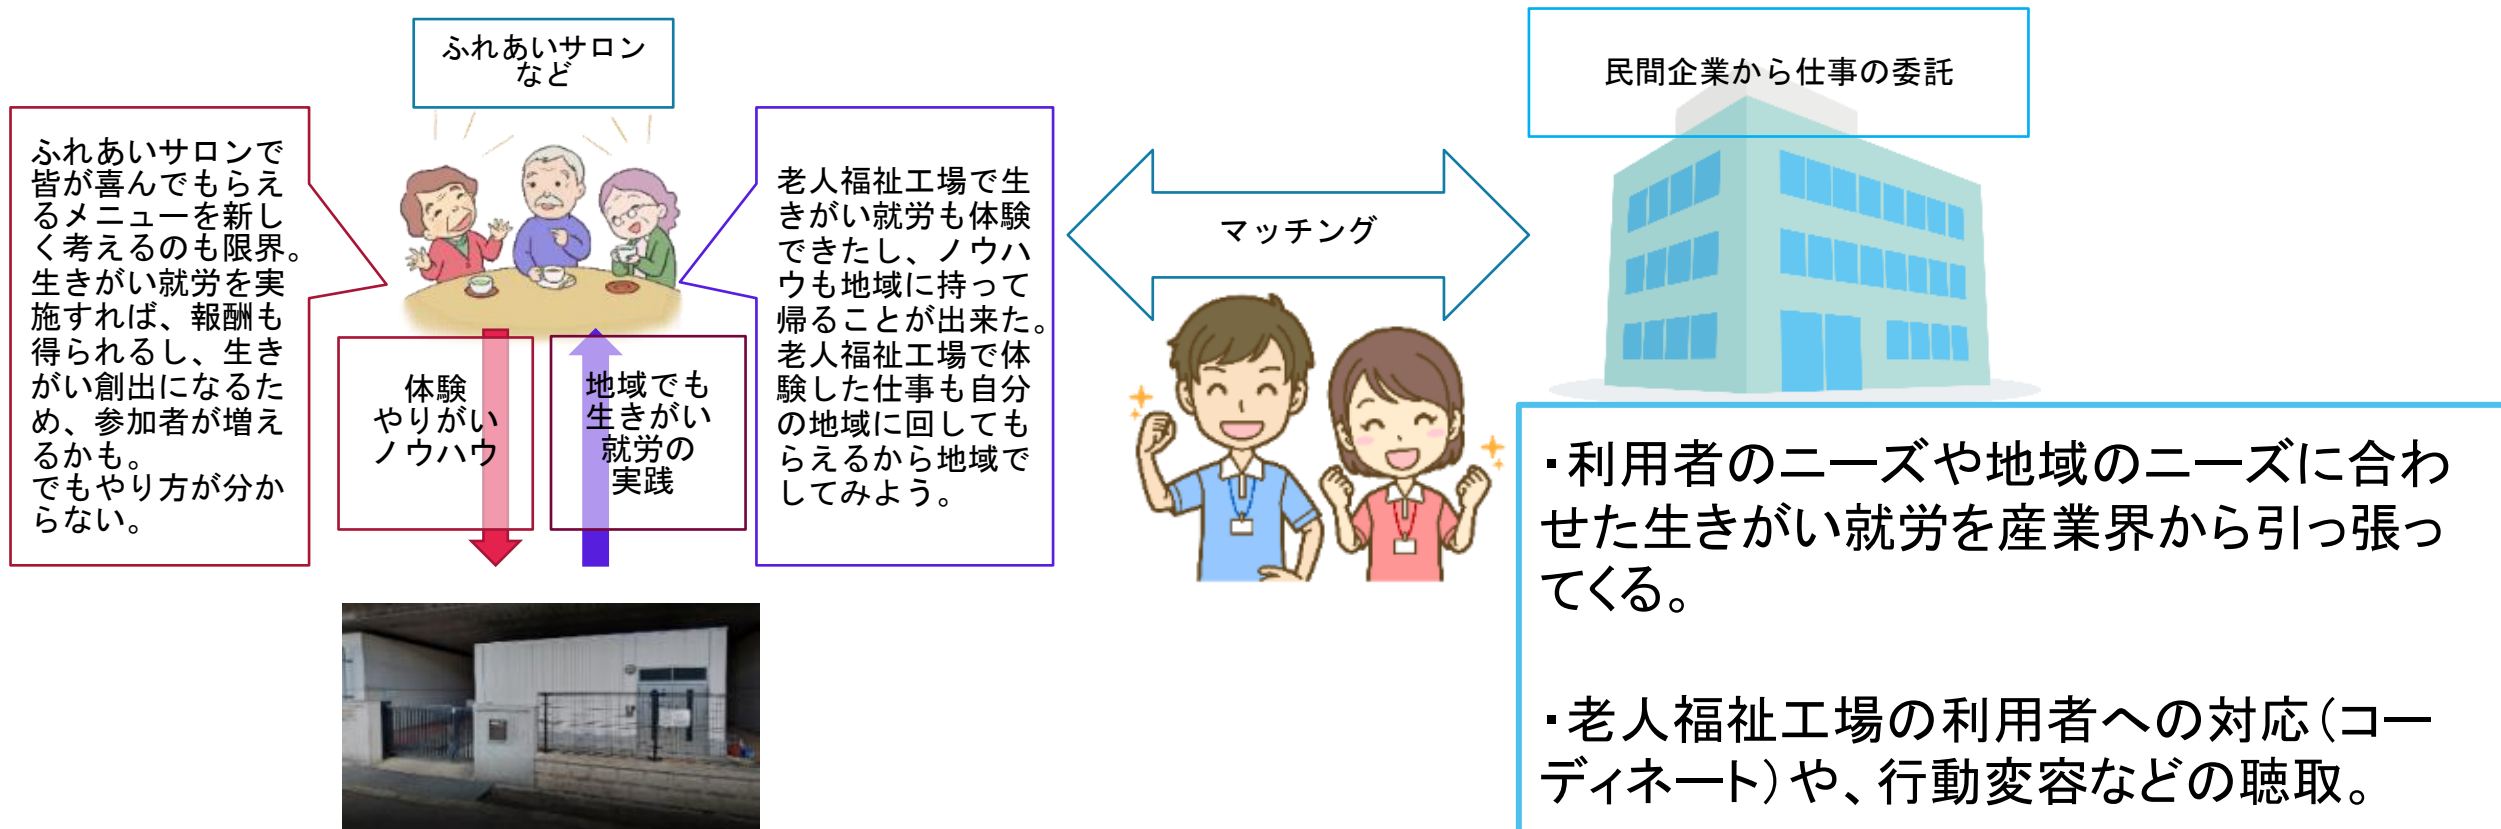 ふれあいサロン
など
民間企業から仕事の委託
ふれあいサロンで
皆が喜んでもらえ
るメニューを新し
く考えるのも限界。
生きがい就労を実
施すれば、報酬も
得られるし、生き
がい創出になるた
め、参加者が増え
るかも。
でもやり方が分か
らない。
老人福祉工場で生
きがい就労も体験
できたし、ノウハ
ウも地域に持って
帰ることが出来た。
老人福祉工場で体
験した仕事も自分
の地域に回しても
らえるから地域で
してみよう。
マッチング
体験
やりがい
ノウハウ
地域でも
生きがい
就労の
実践
・利用者のニーズや地域のニーズに合わ
せた生きがい就労を産業界から引っ張っ
てくる。
・老人福祉工場の利用者への対応（コー
ディネート）や、行動変容などの聴取。